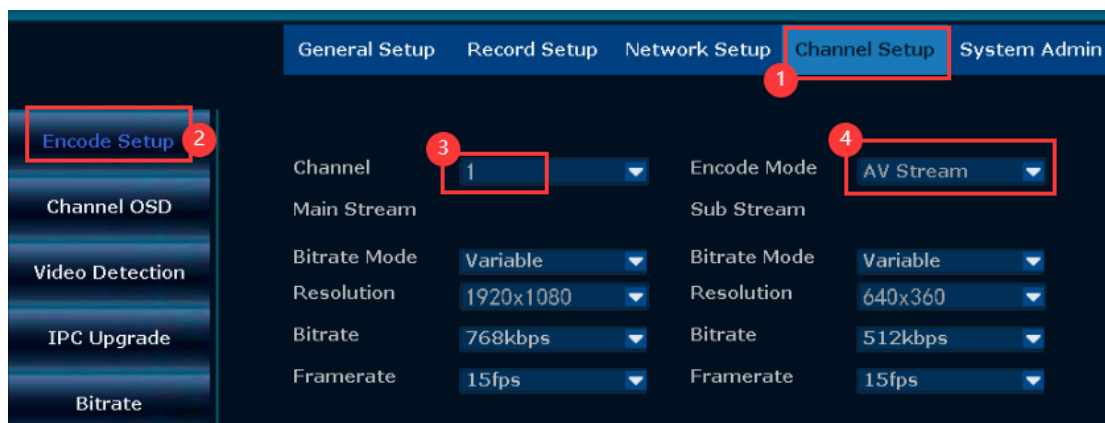 General Setup Record Setup Network Setup Channel Setup System Admin
1
Encode Setup 2
3
4
Channel 1 Encode Mode AV Stream
Channel OSD
Main Stream Sub Stream
Video Detection
Bitrate Mode Variable Bitrate Mode Variable
Resolution 1920x1080 Resolution 640x360
IPC Upgrade
Bitrate 768kbps Bitrate 512kbps
Framerate 15fps Framerate 15fps
Bitrate